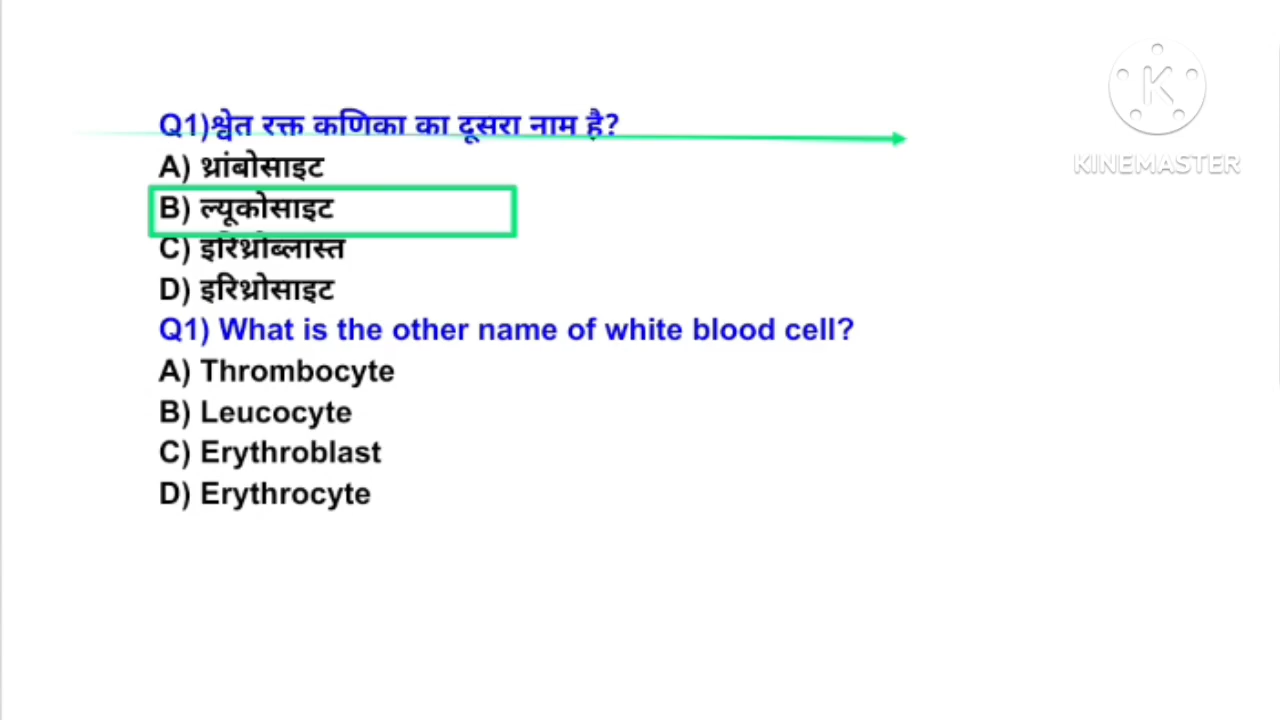 Q1)श्वेत रक्त कणिका का दूसरा नाम है?
A) थ्रांबोसाइट
B) ल्यूकोसाइट
C) इरिथ्रोब्लास्त
D) इरिथ्रोसाइट
Q1) What is the other name of white blood cell?
A) Thrombocyte
B) Leucocyte
C) Erythroblast
D) Erythrocyte
K
KINEMASTER